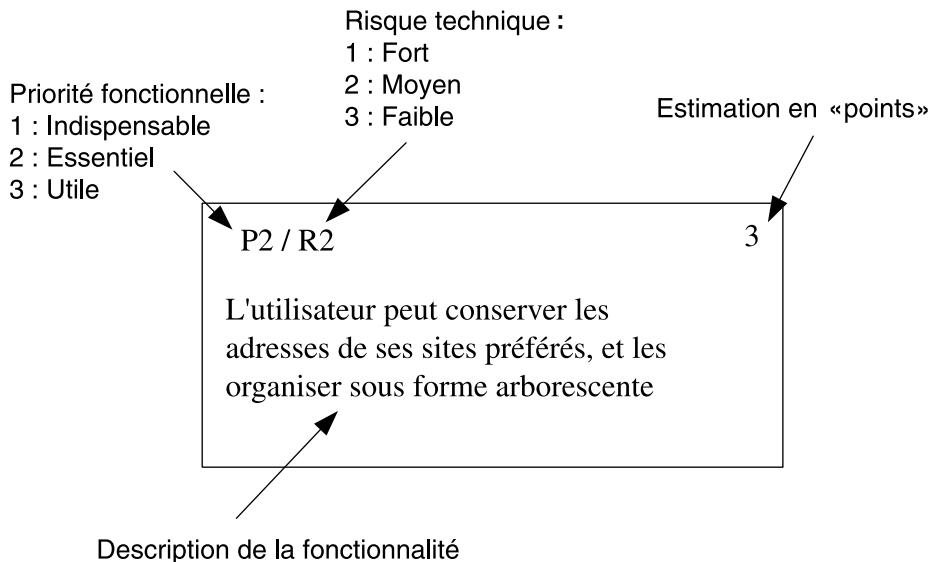 Risque technique :
1 : Fort
2 : Moyen
3 : Faible
Priorité fonctionnelle :
1 : Indispensable
2 : Essentiel
3 : Utile
Estimation en «points»
P2 / R2
3
L'utilisateur peut conserver les
adresses de ses sites préférés, et les
organiser sous forme arborescente
Description de la fonctionnalité